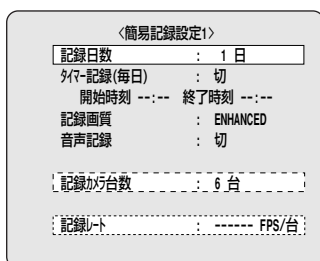 〈簡易記録設定1〉
記録日数 : 1 日
ﾀｲﾏｰ記録(毎日) : 切
開始時刻 --:-- 終了時刻 --:--
記録画質 : ENHANCED
音声記録 : 切
記録ｶﾒﾗ台数 : 6 台
記録ﾚｰﾄ : ------ FPS/台